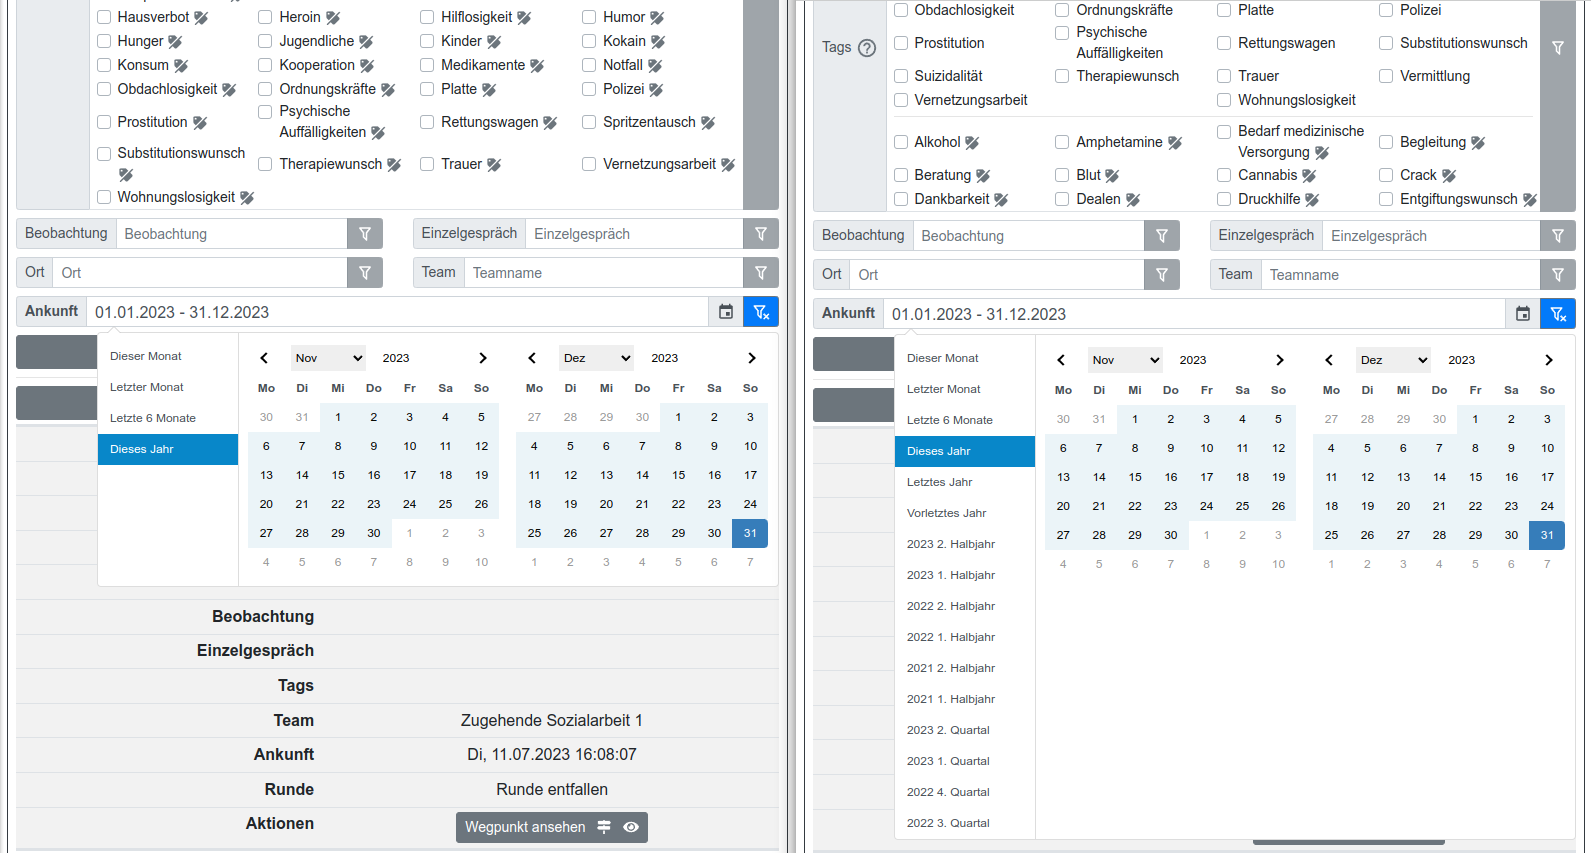 Hausverbot Heroin Hilflosigkeit Humor
Hunger Jugendliche Kinder Kokain
Konsum Kooperation Medikamente Notfall
Obdachlosigkeit Ordnungskräfte Platte Polizei
Prostitution Psychische Auffälligkeiten Rettungswagen Spritzentausch
Substitutionswunsch Therapiewunsch Trauer Vernetzungsarbeit
Wohnungslosigkeit
Beobachtung Beobachtung Einzelgespräch Einzelgespräch
Ort Ort Team Teamname
Ankunft 01.01.2023 - 31.12.2023
Dieser Monat
Letzter Monat
Letzte 6 Monate
Dieses Jahr
Nov 2023
Mo Di Mi Do Fr Sa So
30 31 1 2 3 4 5
6 7 8 9 10 11 12
13 14 15 16 17 18 19
20 21 22 23 24 25 26
27 28 29 30 1 2 3
4 5 6 7 8 9 10
Dez 2023
Mo Di Mi Do Fr Sa So
27 28 29 30 1 2 3
4 5 6 7 8 9 10
11 12 13 14 15 16 17
18 19 20 21 22 23 24
25 26 27 28 29 30 31
1 2 3 4 5 6 7
Beobachtung
Einzelgespräch
Tags
Team Zugehende Sozialarbeit 1
Ankunft Di, 11.07.2023 16:08:07
Runde Runde entfallen
Aktionen Wegpunkt ansehen
Tags
Obdachlosigkeit Ordnungskräfte Platte Polizei
Prostitution Psychische Auffälligkeiten Rettungswagen Substitutionswunsch
Suizidalität Therapiewunsch Trauer Vermittlung
Vernetzungsarbeit Wohnungslosigkeit
Alkohol Amphetamine Bedarf medizinische Versorgung Begleitung
Beratung Blut Cannabis Crack
Dankbarkeit Dealen Druckhilfe Entgiftungswunsch
Beobachtung Beobachtung Einzelgespräch Einzelgespräch
Ort Ort Team Teamname
Ankunft 01.01.2023 - 31.12.2023
Dieser Monat
Letzter Monat
Letzte 6 Monate
Dieses Jahr
Letztes Jahr
Vorletztes Jahr
2023 2. Halbjahr
2023 1. Halbjahr
2022 2. Halbjahr
2022 1. Halbjahr
2021 2. Halbjahr
2021 1. Halbjahr
2023 2. Quartal
2023 1. Quartal
2022 4. Quartal
2022 3. Quartal
Nov 2023
Mo Di Mi Do Fr Sa So
30 31 1 2 3 4 5
6 7 8 9 10 11 12
13 14 15 16 17 18 19
20 21 22 23 24 25 26
27 28 29 30 1 2 3
4 5 6 7 8 9 10
Dez 2023
Mo Di Mi Do Fr Sa So
27 28 29 30 1 2 3
4 5 6 7 8 9 10
11 12 13 14 15 16 17
18 19 20 21 22 23 24
25 26 27 28 29 30 31
1 2 3 4 5 6 7